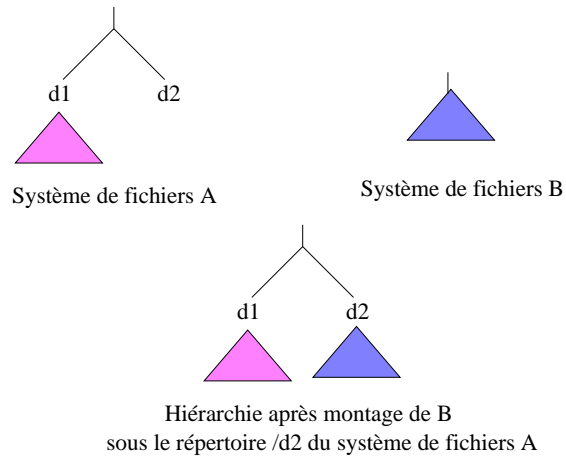 d1 d2
Système de fichiers A
Système de fichiers B
d1 d2
Hiérarchie après montage de B
sous le répertoire /d2 du système de fichiers A